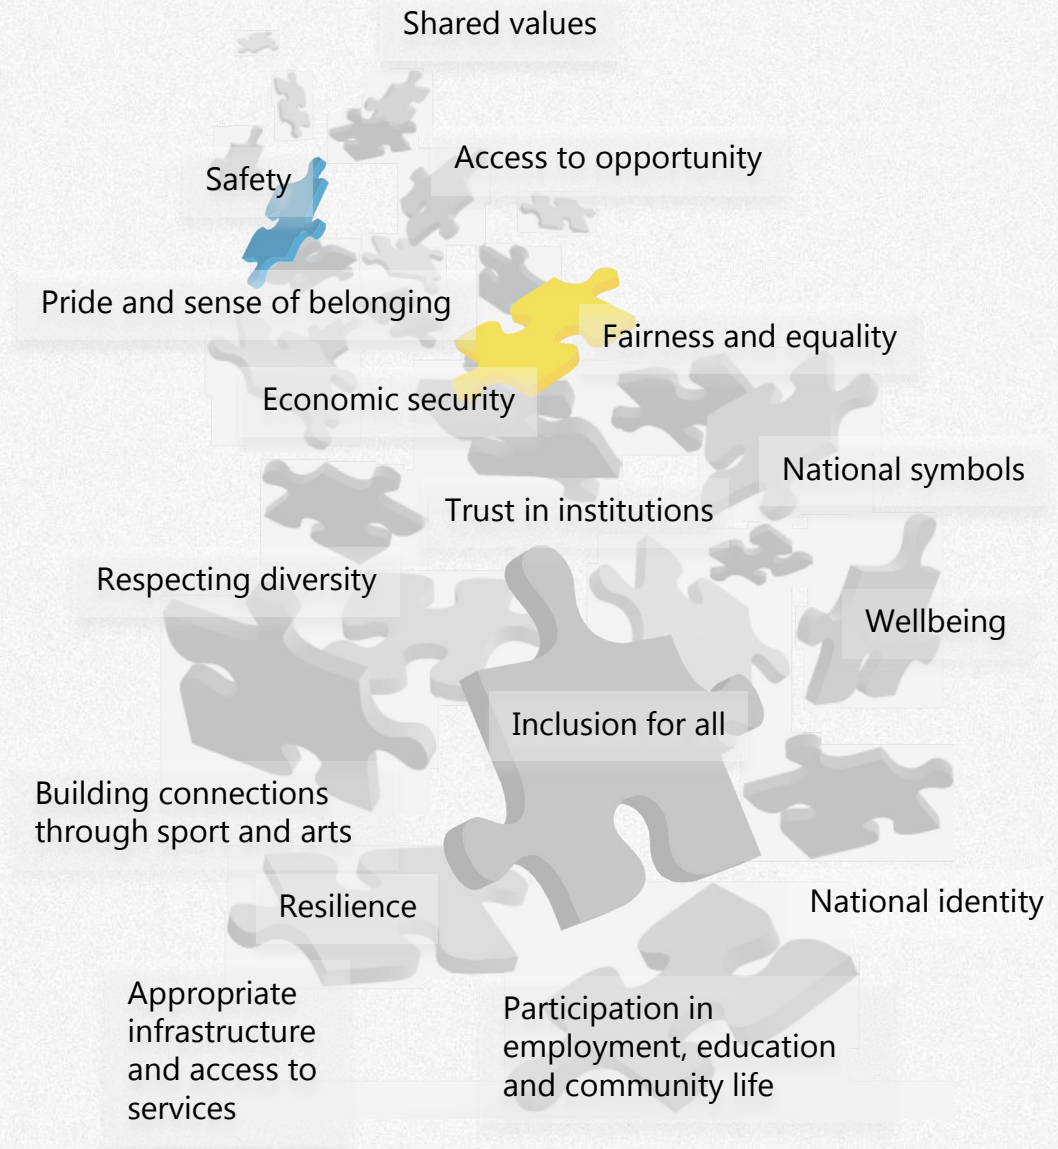 Shared values
Access to opportunity
Safety
Pride and sense of belonging
Fairness and equality
Economic security
National symbols
Trust in institutions
Respecting diversity
Wellbeing
Inclusion for all
Building connections
through sport and arts
Resilience
National identity
Appropriate
infrastructure
and access to
services
Participation in
employment, education
and community life